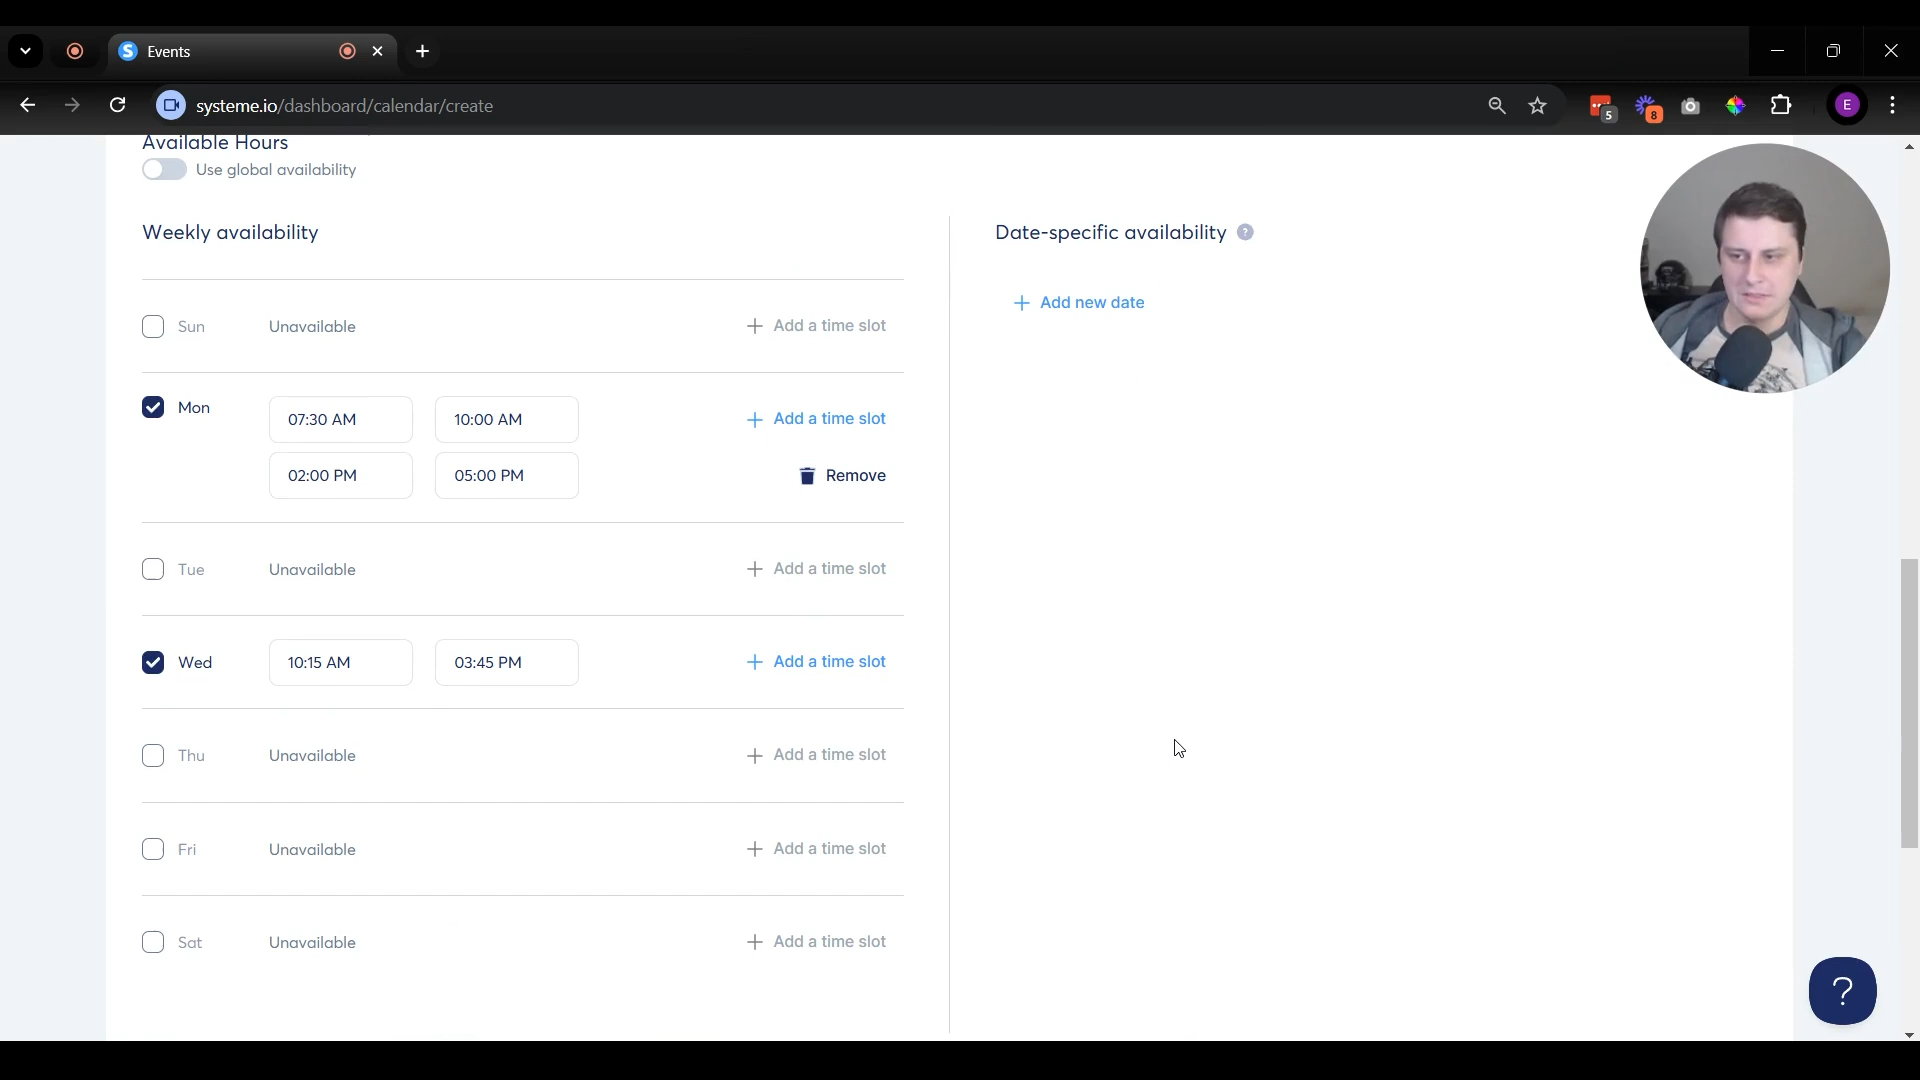 Events
systeme.io/dashboard/calendar/create
5
8
E
Available Hours
Use global availability
Weekly availability
Date-specific availability ?
+ Add new date
Sun Unavailable + Add a time slot
Mon 07:30 AM 10:00 AM + Add a time slot
02:00 PM 05:00 PM Remove
Tue Unavailable + Add a time slot
Wed 10:15 AM 03:45 PM + Add a time slot
Thu Unavailable + Add a time slot
Fri Unavailable + Add a time slot
Sat Unavailable + Add a time slot
?